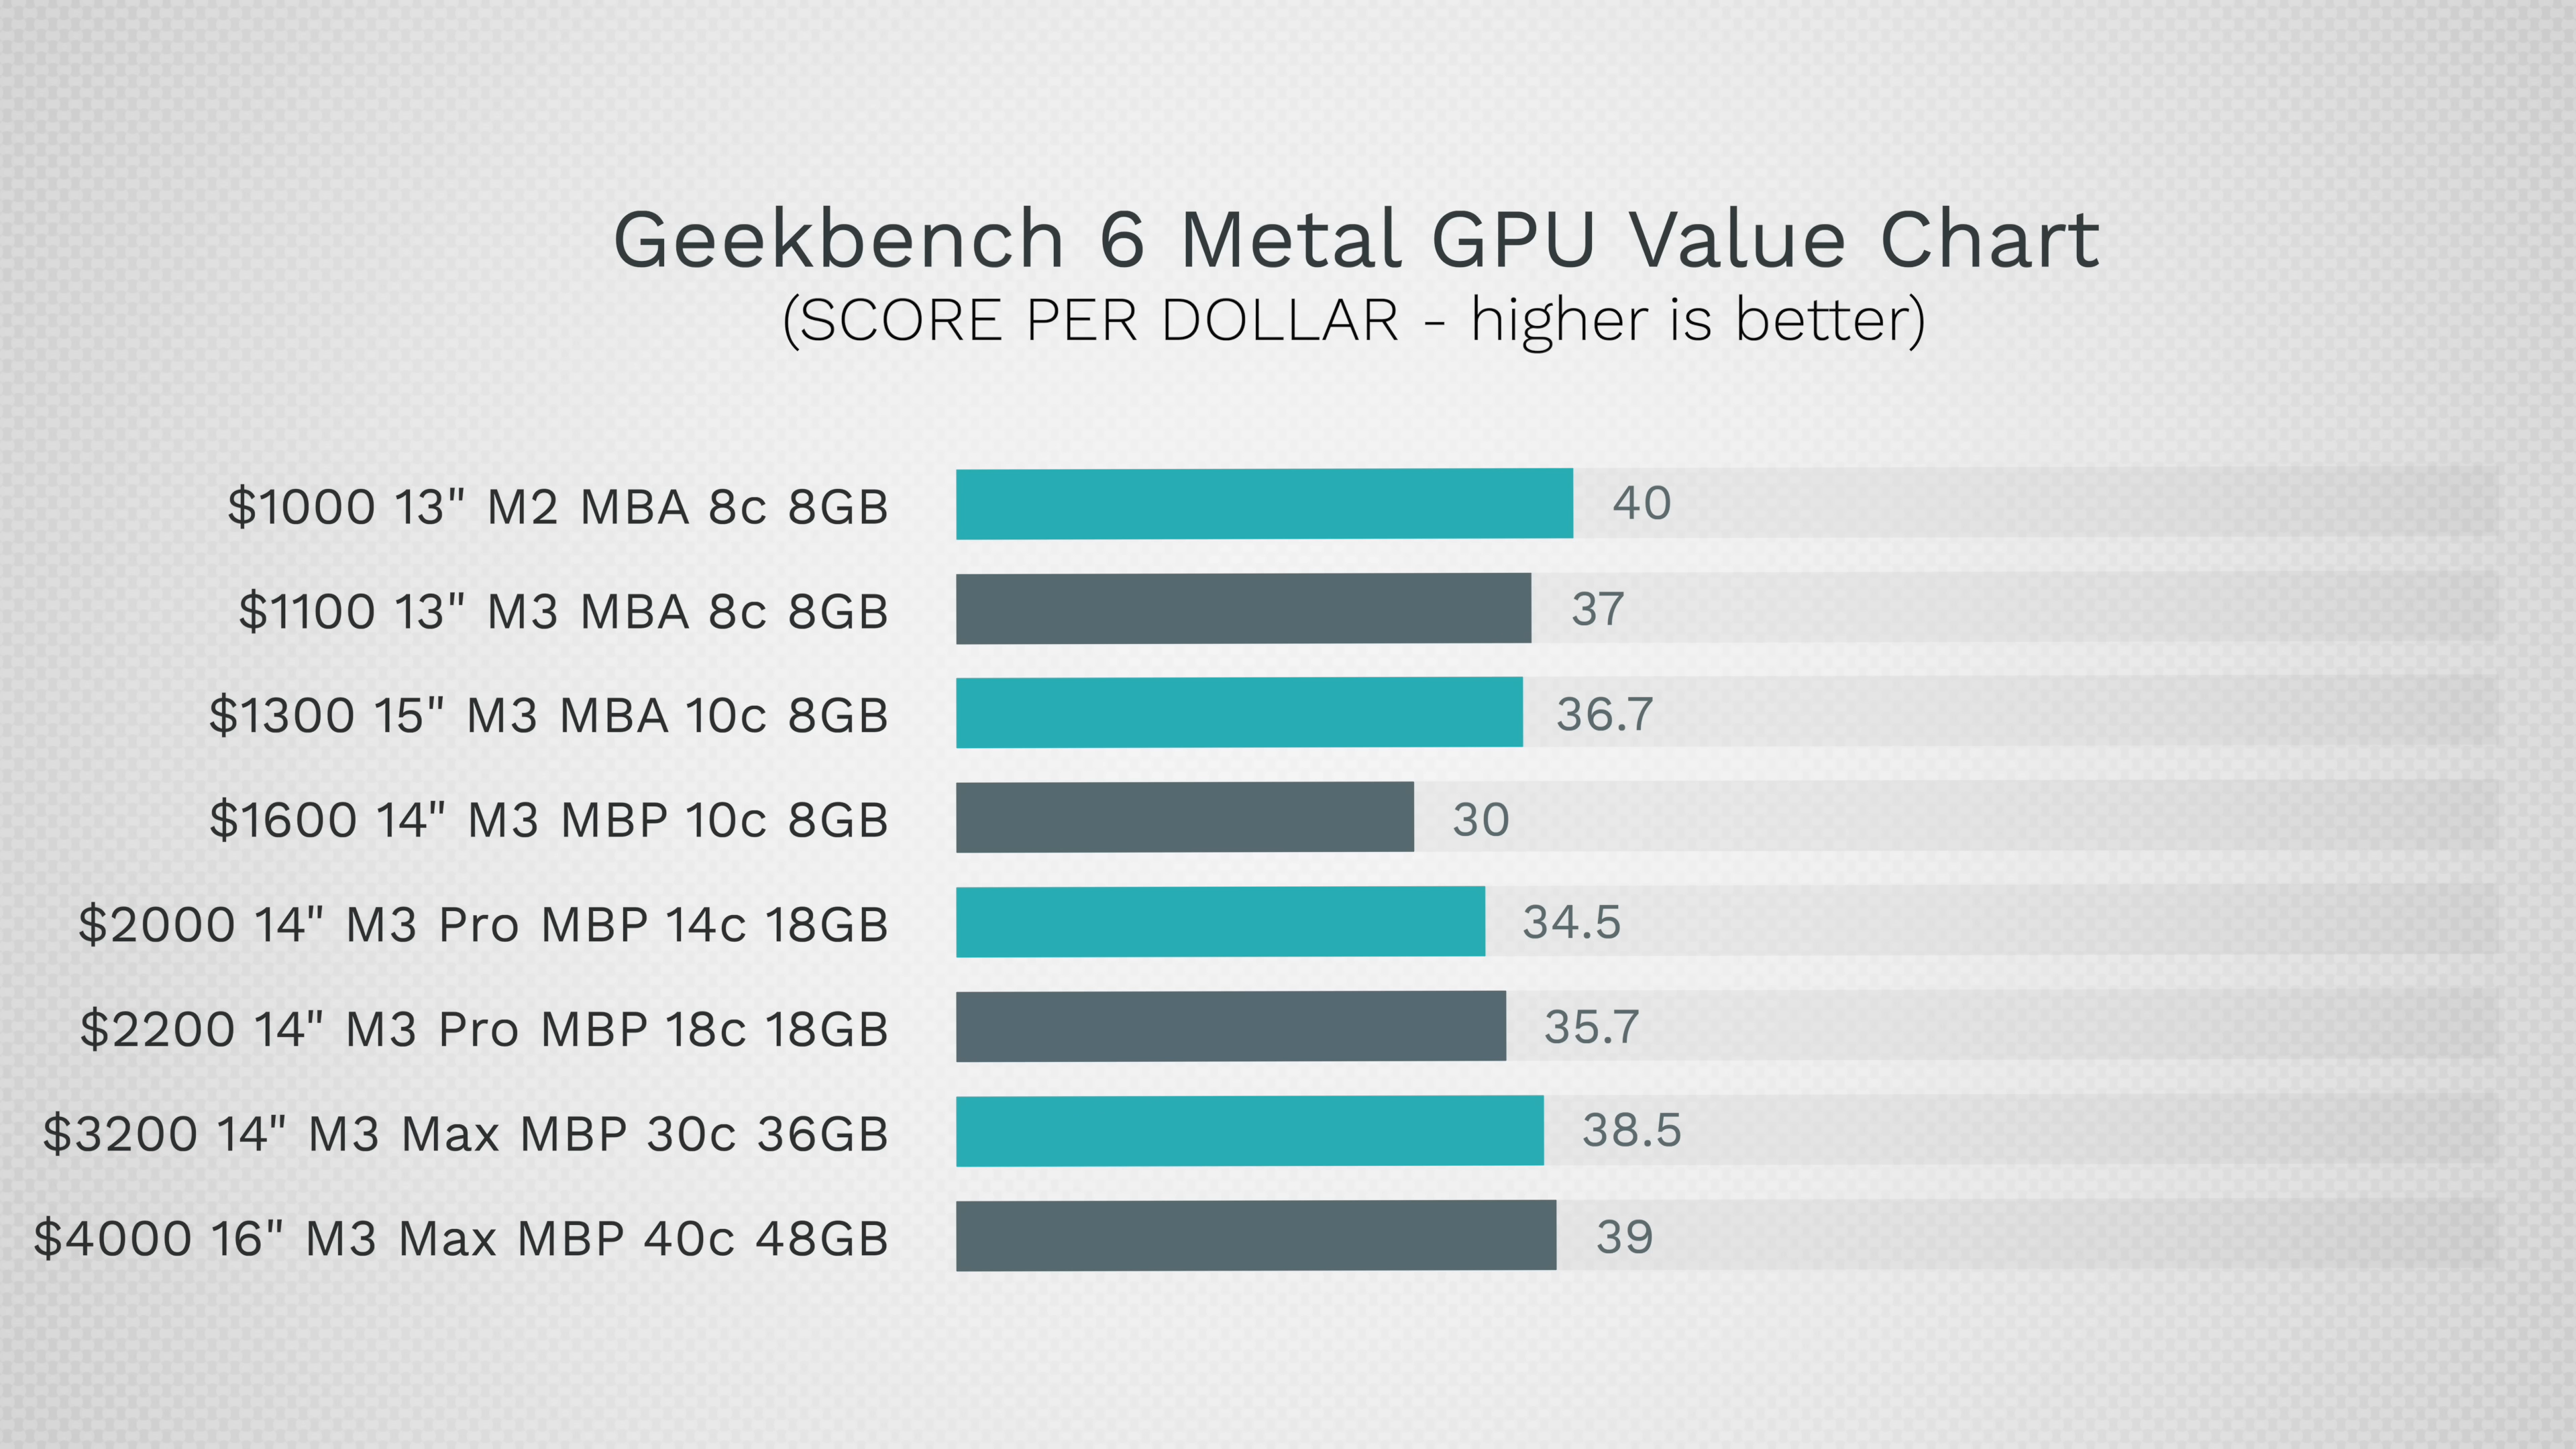 Geekbench 6 Metal GPU Value Chart
(SCORE PER DOLLAR - higher is better)
$1000 13" M2 MBA 8c 8GB 40
$1100 13" M3 MBA 8c 8GB 37
$1300 15" M3 MBA 10c 8GB 36.7
$1600 14" M3 MBP 10c 8GB 30
$2000 14" M3 Pro MBP 14c 18GB 34.5
$2200 14" M3 Pro MBP 18c 18GB 35.7
$3200 14" M3 Max MBP 30c 36GB 38.5
$4000 16" M3 Max MBP 40c 48GB 39